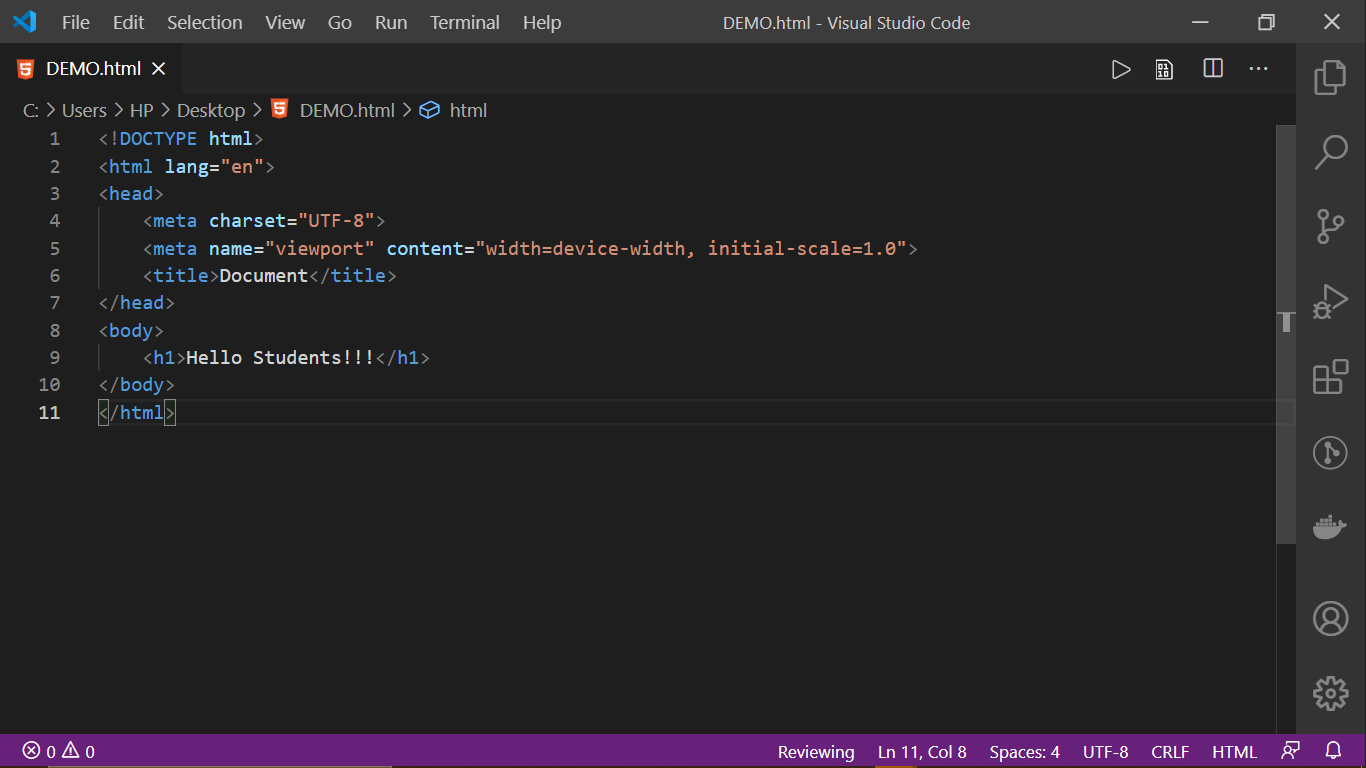 File Edit Selection View Go Run Terminal Help DEMO.html - Visual Studio Code
DEMO.html
C: > Users > HP > Desktop > DEMO.html > html
1 <!DOCTYPE html>
2 <html lang="en">
3 <head>
4     <meta charset="UTF-8">
5     <meta name="viewport" content="width=device-width, initial-scale=1.0">
6     <title>Document</title>
7 </head>
8 <body>
9     <h1>Hello Students!!!</h1>
10 </body>
11 </html>
0 0 Reviewing Ln 11, Col 8 Spaces: 4 UTF-8 CRLF HTML